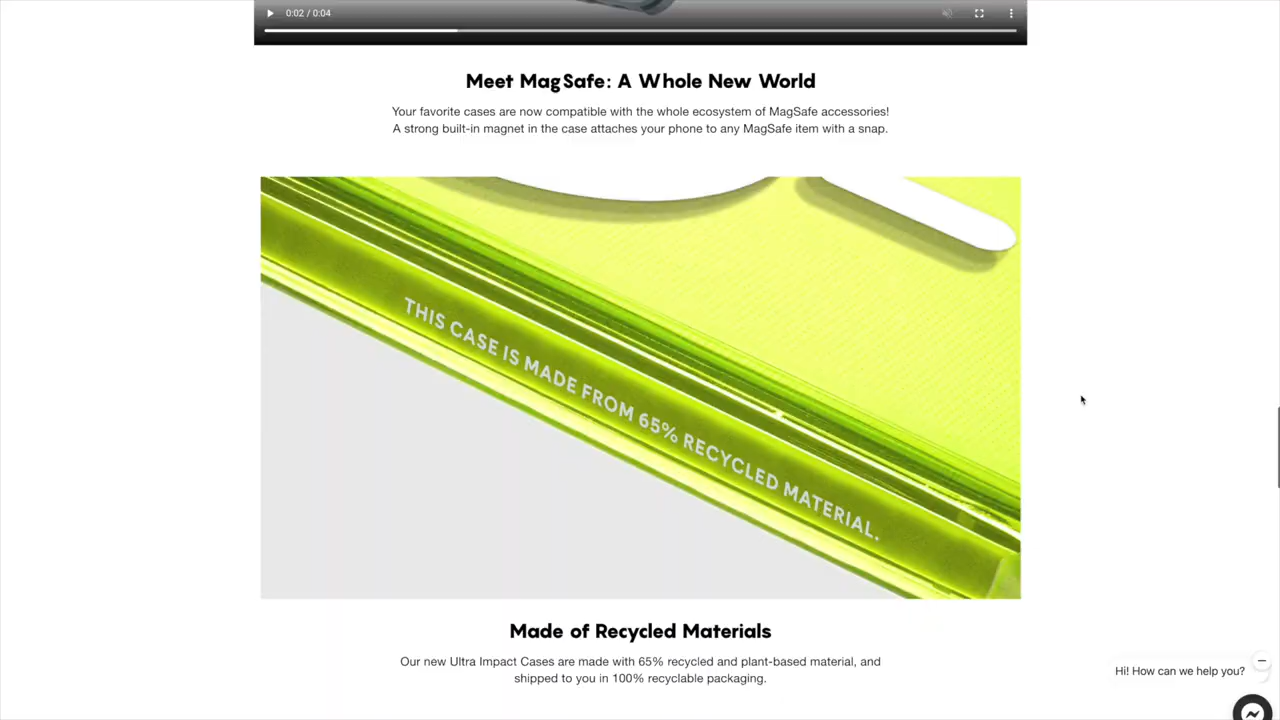 0:02 / 0:04
Meet MagSafe: A Whole New World
Your favorite cases are now compatible with the whole ecosystem of MagSafe accessories!
A strong built-in magnet in the case attaches your phone to any MagSafe item with a snap.
THIS CASE IS MADE FROM 65% RECYCLED MATERIAL.
Made of Recycled Materials
Our new Ultra Impact Cases are made with 65% recycled and plant-based material, and
shipped to you in 100% recyclable packaging.
Hi! How can we help you?